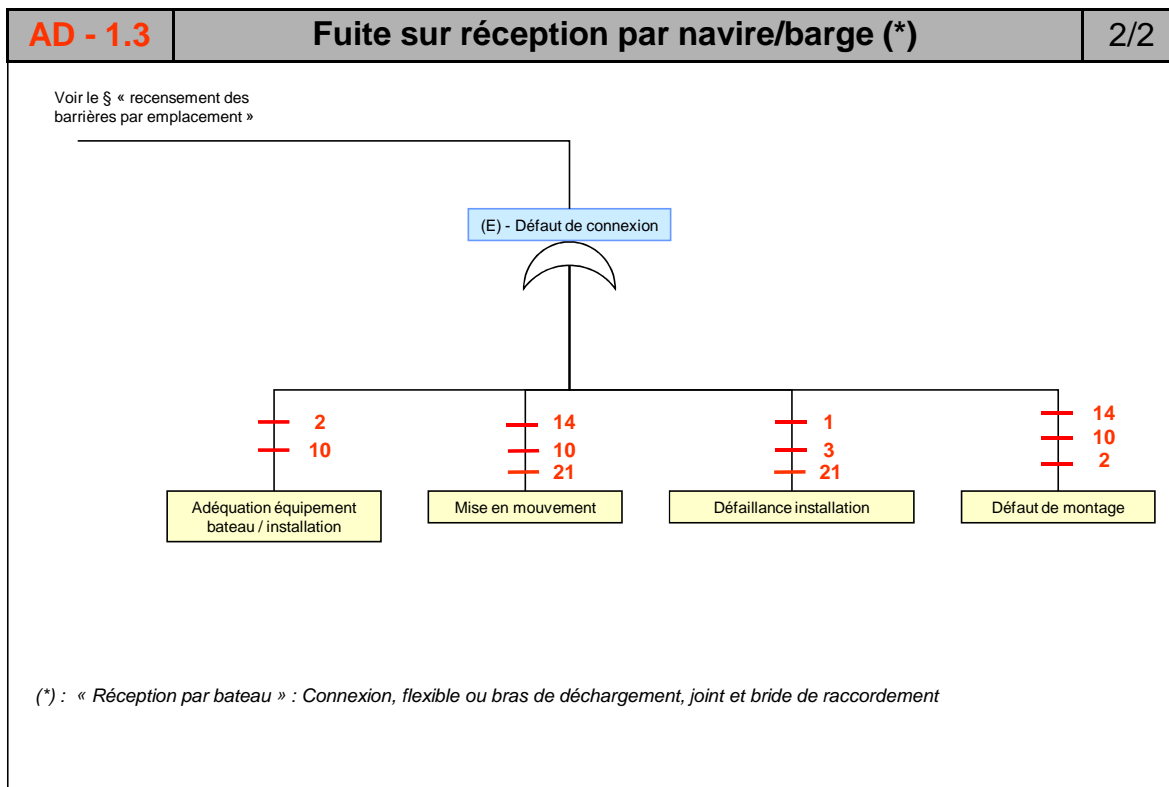 AD - 1.3
Fuite sur réception par navire/barge (*)
2/2
Voir le § « recensement des
barrières par emplacement »
(E) - Défaut de connexion
2
10
14
10
21
1
3
21
14
10
2
Adéquation équipement
bateau / installation
Mise en mouvement
Défaillance installation
Défaut de montage
(*) : « Réception par bateau » : Connexion, flexible ou bras de déchargement, joint et bride de raccordement